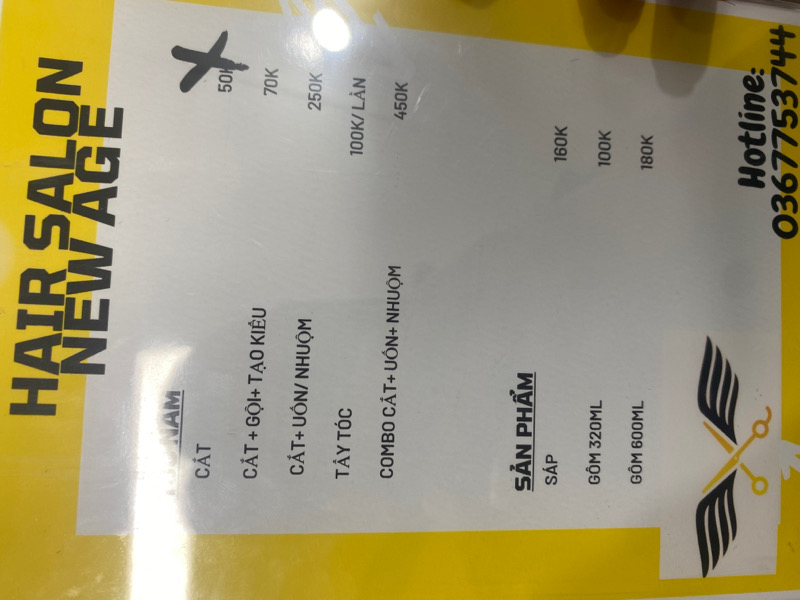 HAIR SALON
NEW AGE
NAM
CẮT 50K
CẮT + GỘI+ TẠO KIỂU 70K
CẮT+ UỐN/ NHUỘM 250K
TẨY TÓC 100K/ LẦN
COMBO CẮT+ UỐN+ NHUỘM 450K
SẢN PHẨM
SÁP 160K
GÔM 320ML 100K
GÔM 600ML 180K
Hotline:
0367753744